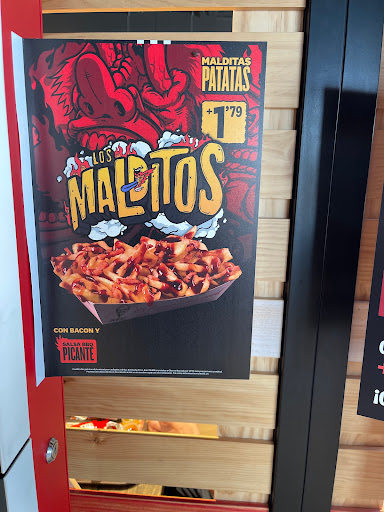 MALDITAS
PATATAS
+1'79
LOS
MALDITOS
CON BACON Y
SALSA BBQ
PICANTE